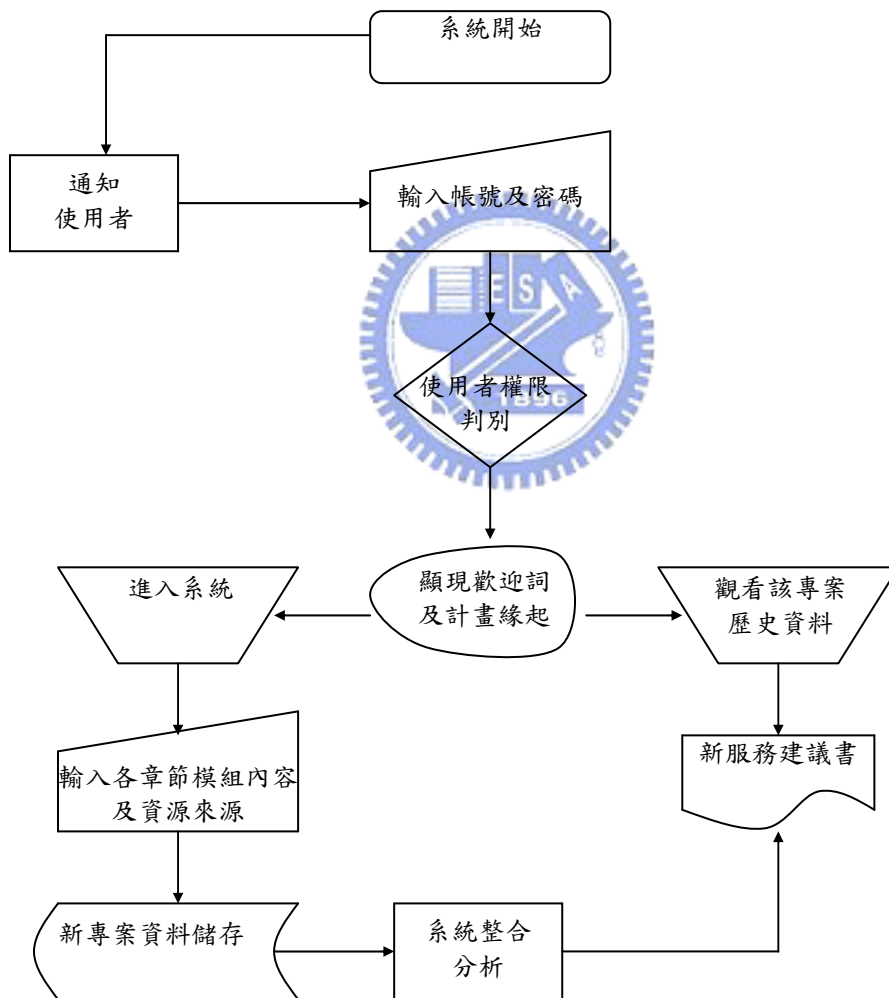 系統開始
通知
使用者
輸入帳號及密碼
E S A
1896
使用者權限
判別
進入系統
顯現歡迎詞
及計畫緣起
觀看該專案
歷史資料
輸入各章節模組內容
及資源來源
新服務建議書
新專案資料儲存
系統整合
分析